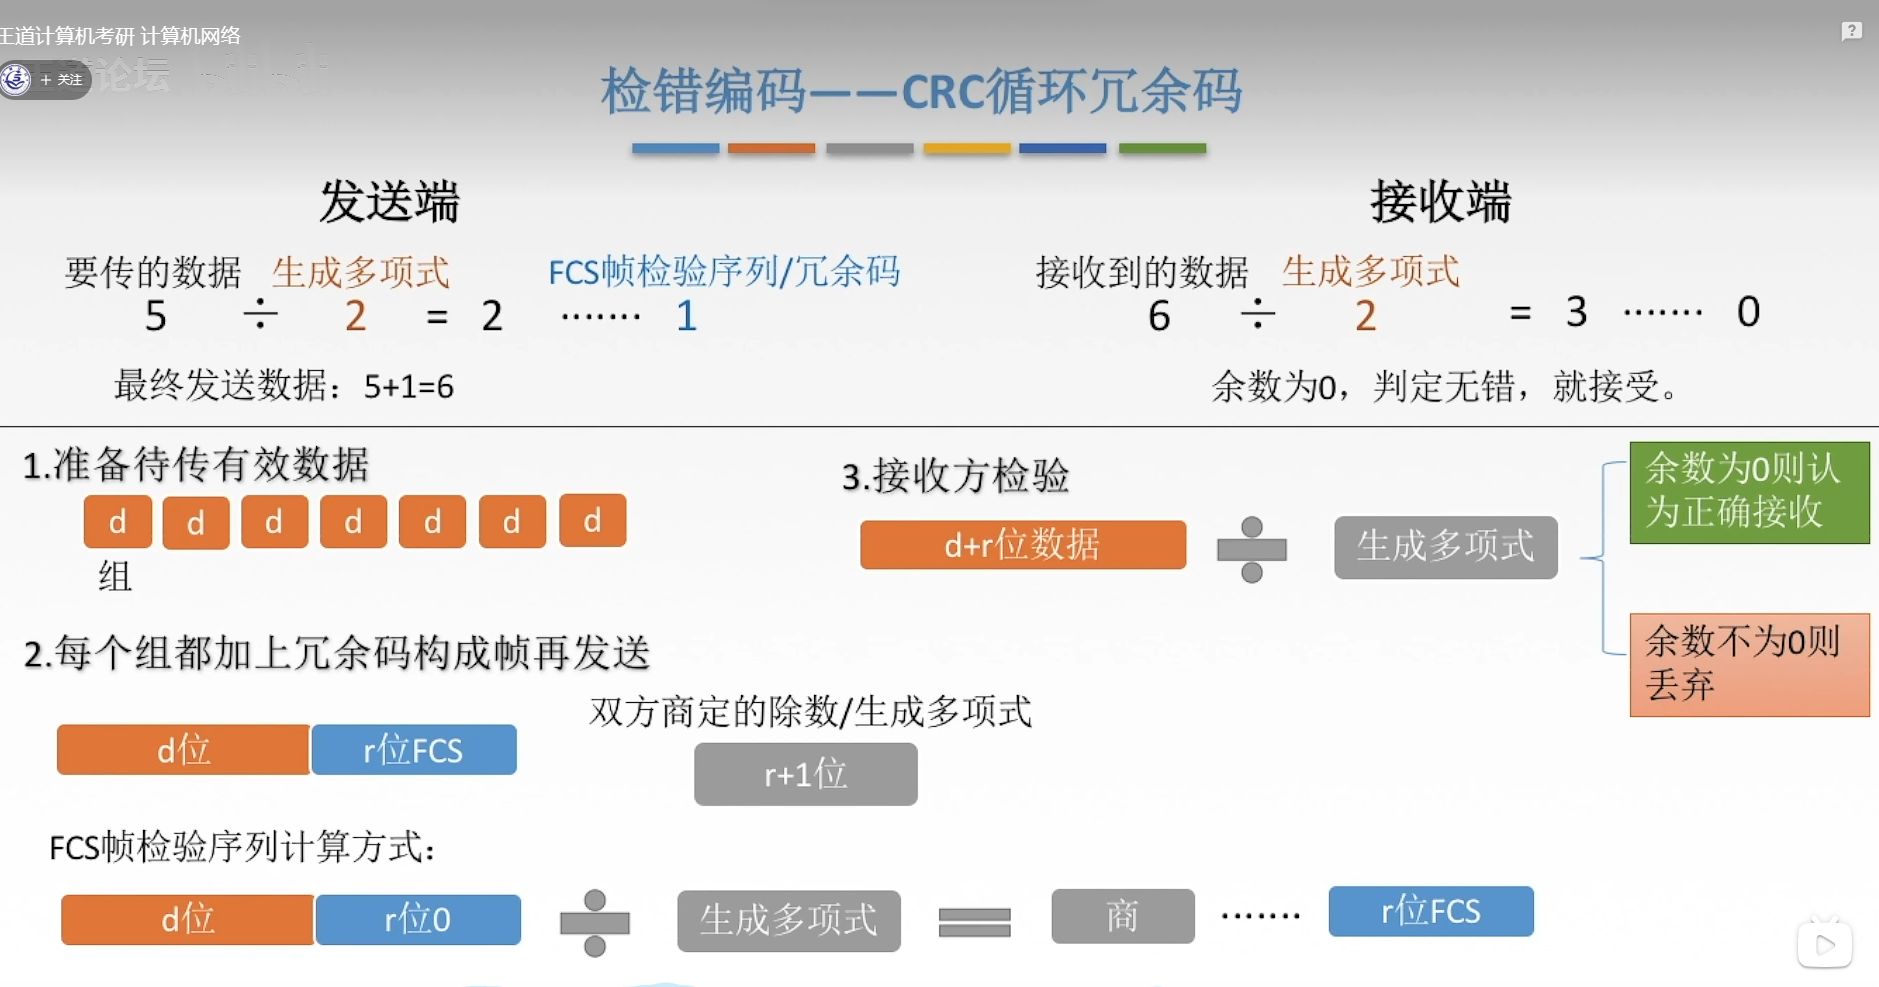 王道计算机考研 计算机网络
+ 关注
论坛
检错编码——CRC循环冗余码
发送端
要传的数据 生成多项式 FCS帧检验序列/冗余码
5 ÷ 2 = 2 ······· 1
最终发送数据：5+1=6
接收端
接收到的数据 生成多项式
6 ÷ 2 = 3 ······· 0
余数为0，判定无错，就接受。
1.准备待传有效数据
d d d d d d d
组
2.每个组都加上冗余码构成帧再发送
d位 r位FCS
双方商定的除数/生成多项式
r+1位
FCS帧检验序列计算方式：
d位 r位0 ÷ 生成多项式 = 商 ······· r位FCS
3.接收方检验
d+r位数据 ÷ 生成多项式
余数为0则认
为正确接收
余数不为0则
丢弃